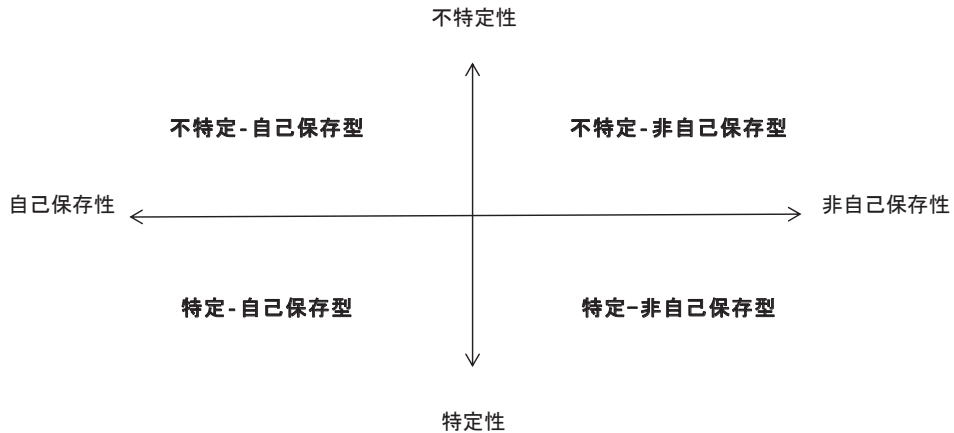 不特定性
不特定-自己保存型
不特定-非自己保存型
自己保存性
非自己保存性
特定-自己保存型
特定−非自己保存型
特定性